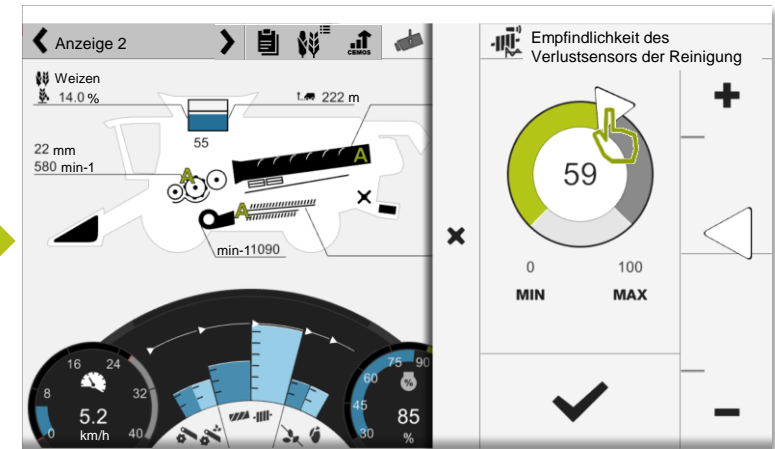 Anzeige 2
CEMOS
Empfindlichkeit des
Verlustsensors der Reinigung
Weizen
14.0 %
222 m
55
22 mm
580 min-1
A
A
A
min-11090
59
0
100
MIN
MAX
0
8
16
24
32
40
5.2
km/h
30
45
60
75
90
%
85
%